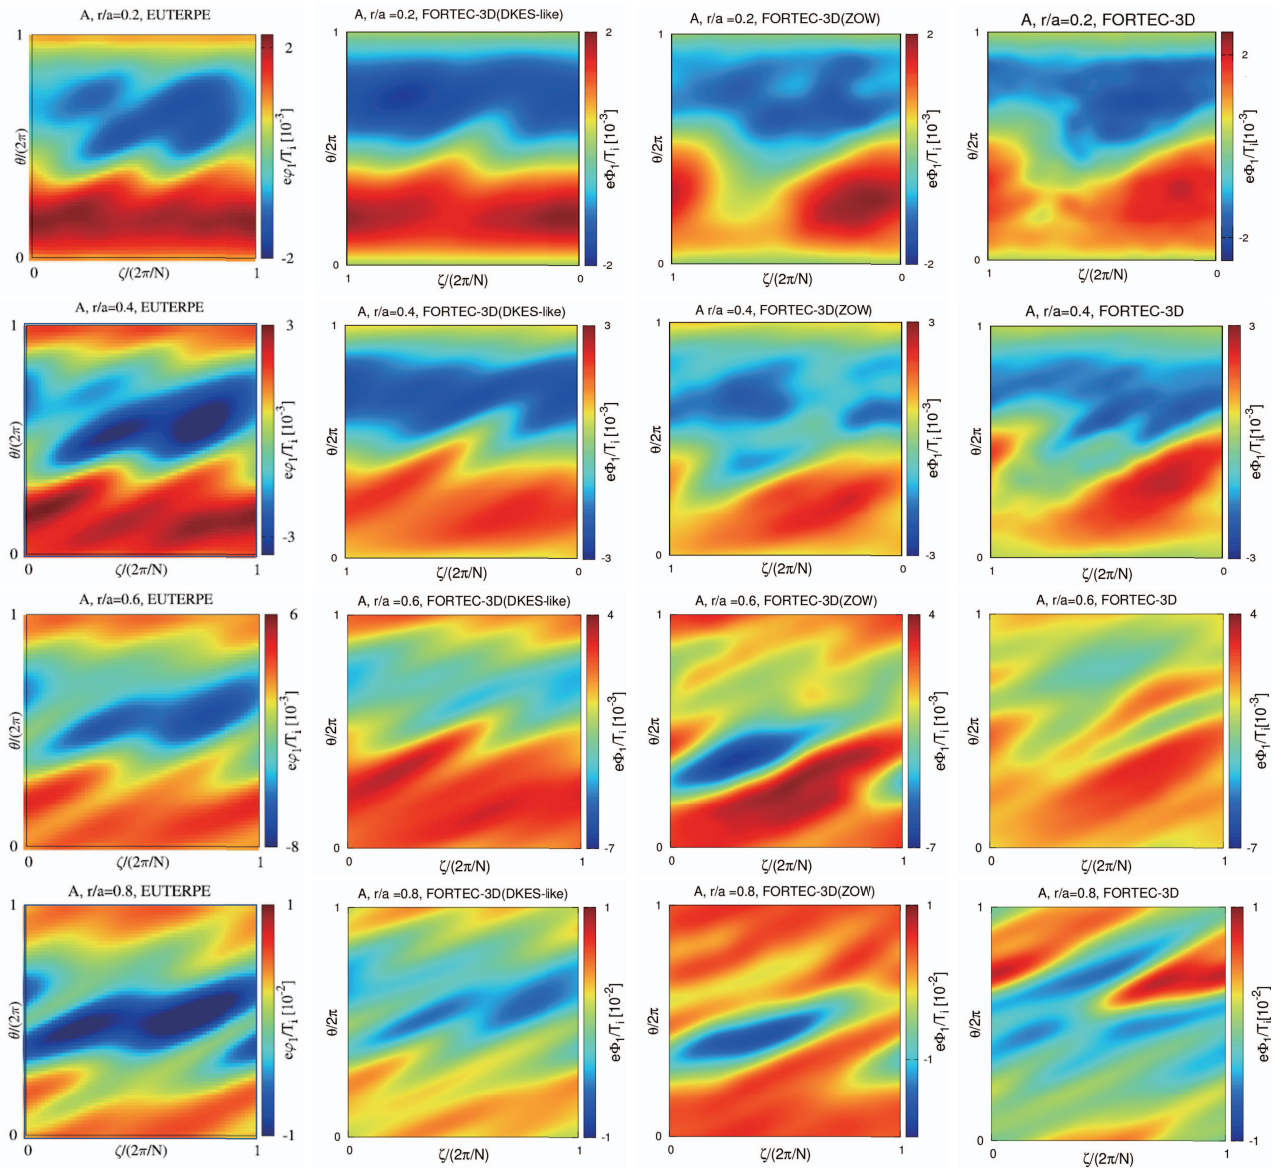 A, r/a=0.2, EUTERPE
1
θ/(2π)
0
0
ζ/(2π/N)
1
2
-2
eφ₁/Tᵢ [10⁻³]
A, r/a=0.2, FORTEC-3D(DKES-like)
1
θ/2π
0
1
ζ/(2π/N)
0
2
-2
eΦ₁/Tᵢ [10⁻³]
A, r/a =0.2, FORTEC-3D(ZOW)
1
θ/2π
0
1
ζ/(2π/N)
0
2
-2
eΦ₁/Tᵢ [10⁻³]
A, r/a=0.2, FORTEC-3D
1
θ/2π
0
1
ζ/(2π/N)
0
2
-2
eΦ₁/Tᵢ[10⁻³]
A, r/a=0.4, EUTERPE
1
θ/(2π)
0
0
ζ/(2π/N)
1
3
-3
eφ₁/Tᵢ [10⁻³]
A, r/a=0.4, FORTEC-3D(DKES-like)
1
θ/2π
0
1
ζ/(2π/N)
0
3
-3
eΦ₁/Tᵢ [10⁻³]
A, r/a =0.4, FORTEC-3D(ZOW)
1
θ/2π
0
1
ζ/(2π/N)
0
3
-3
eΦ₁/Tᵢ [10⁻³]
A, r/a=0.4, FORTEC-3D
1
θ/2π
0
1
ζ/(2π/N)
0
3
-3
eΦ₁/Tᵢ[10⁻³]
A, r/a=0.6, EUTERPE
1
θ/(2π)
0
0
ζ/(2π/N)
1
6
-8
eφ₁/Tᵢ [10⁻³]
A, r/a=0.6, FORTEC-3D(DKES-like)
1
θ/2π
0
0
ζ/(2π/N)
1
4
-7
eΦ₁/Tᵢ [10⁻³]
A, r/a =0.6, FORTEC-3D(ZOW)
1
θ/2π
0
0
ζ/(2π/N)
1
4
-7
eΦ₁/Tᵢ [10⁻³]
A, r/a=0.6, FORTEC-3D
1
θ/2π
0
0
ζ/(2π/N)
1
4
-7
eΦ₁/Tᵢ[10⁻³]
A, r/a=0.8, EUTERPE
1
θ/(2π)
0
0
ζ/(2π/N)
1
1
-1
eφ₁/Tᵢ [10⁻²]
A, r/a=0.8, FORTEC-3D(DKES-like)
1
θ/2π
0
0
ζ/(2π/N)
1
1
-1
eΦ₁/Tᵢ [10⁻²]
A, r/a =0.8, FORTEC-3D(ZOW)
1
θ/2π
0
0
ζ/(2π/N)
1
1
-1
eΦ₁/Tᵢ [10⁻²]
A, r/a=0.8, FORTEC-3D
1
θ/2π
0
0
ζ/(2π/N)
1
1
-1
eΦ₁/Tᵢ[10⁻²]